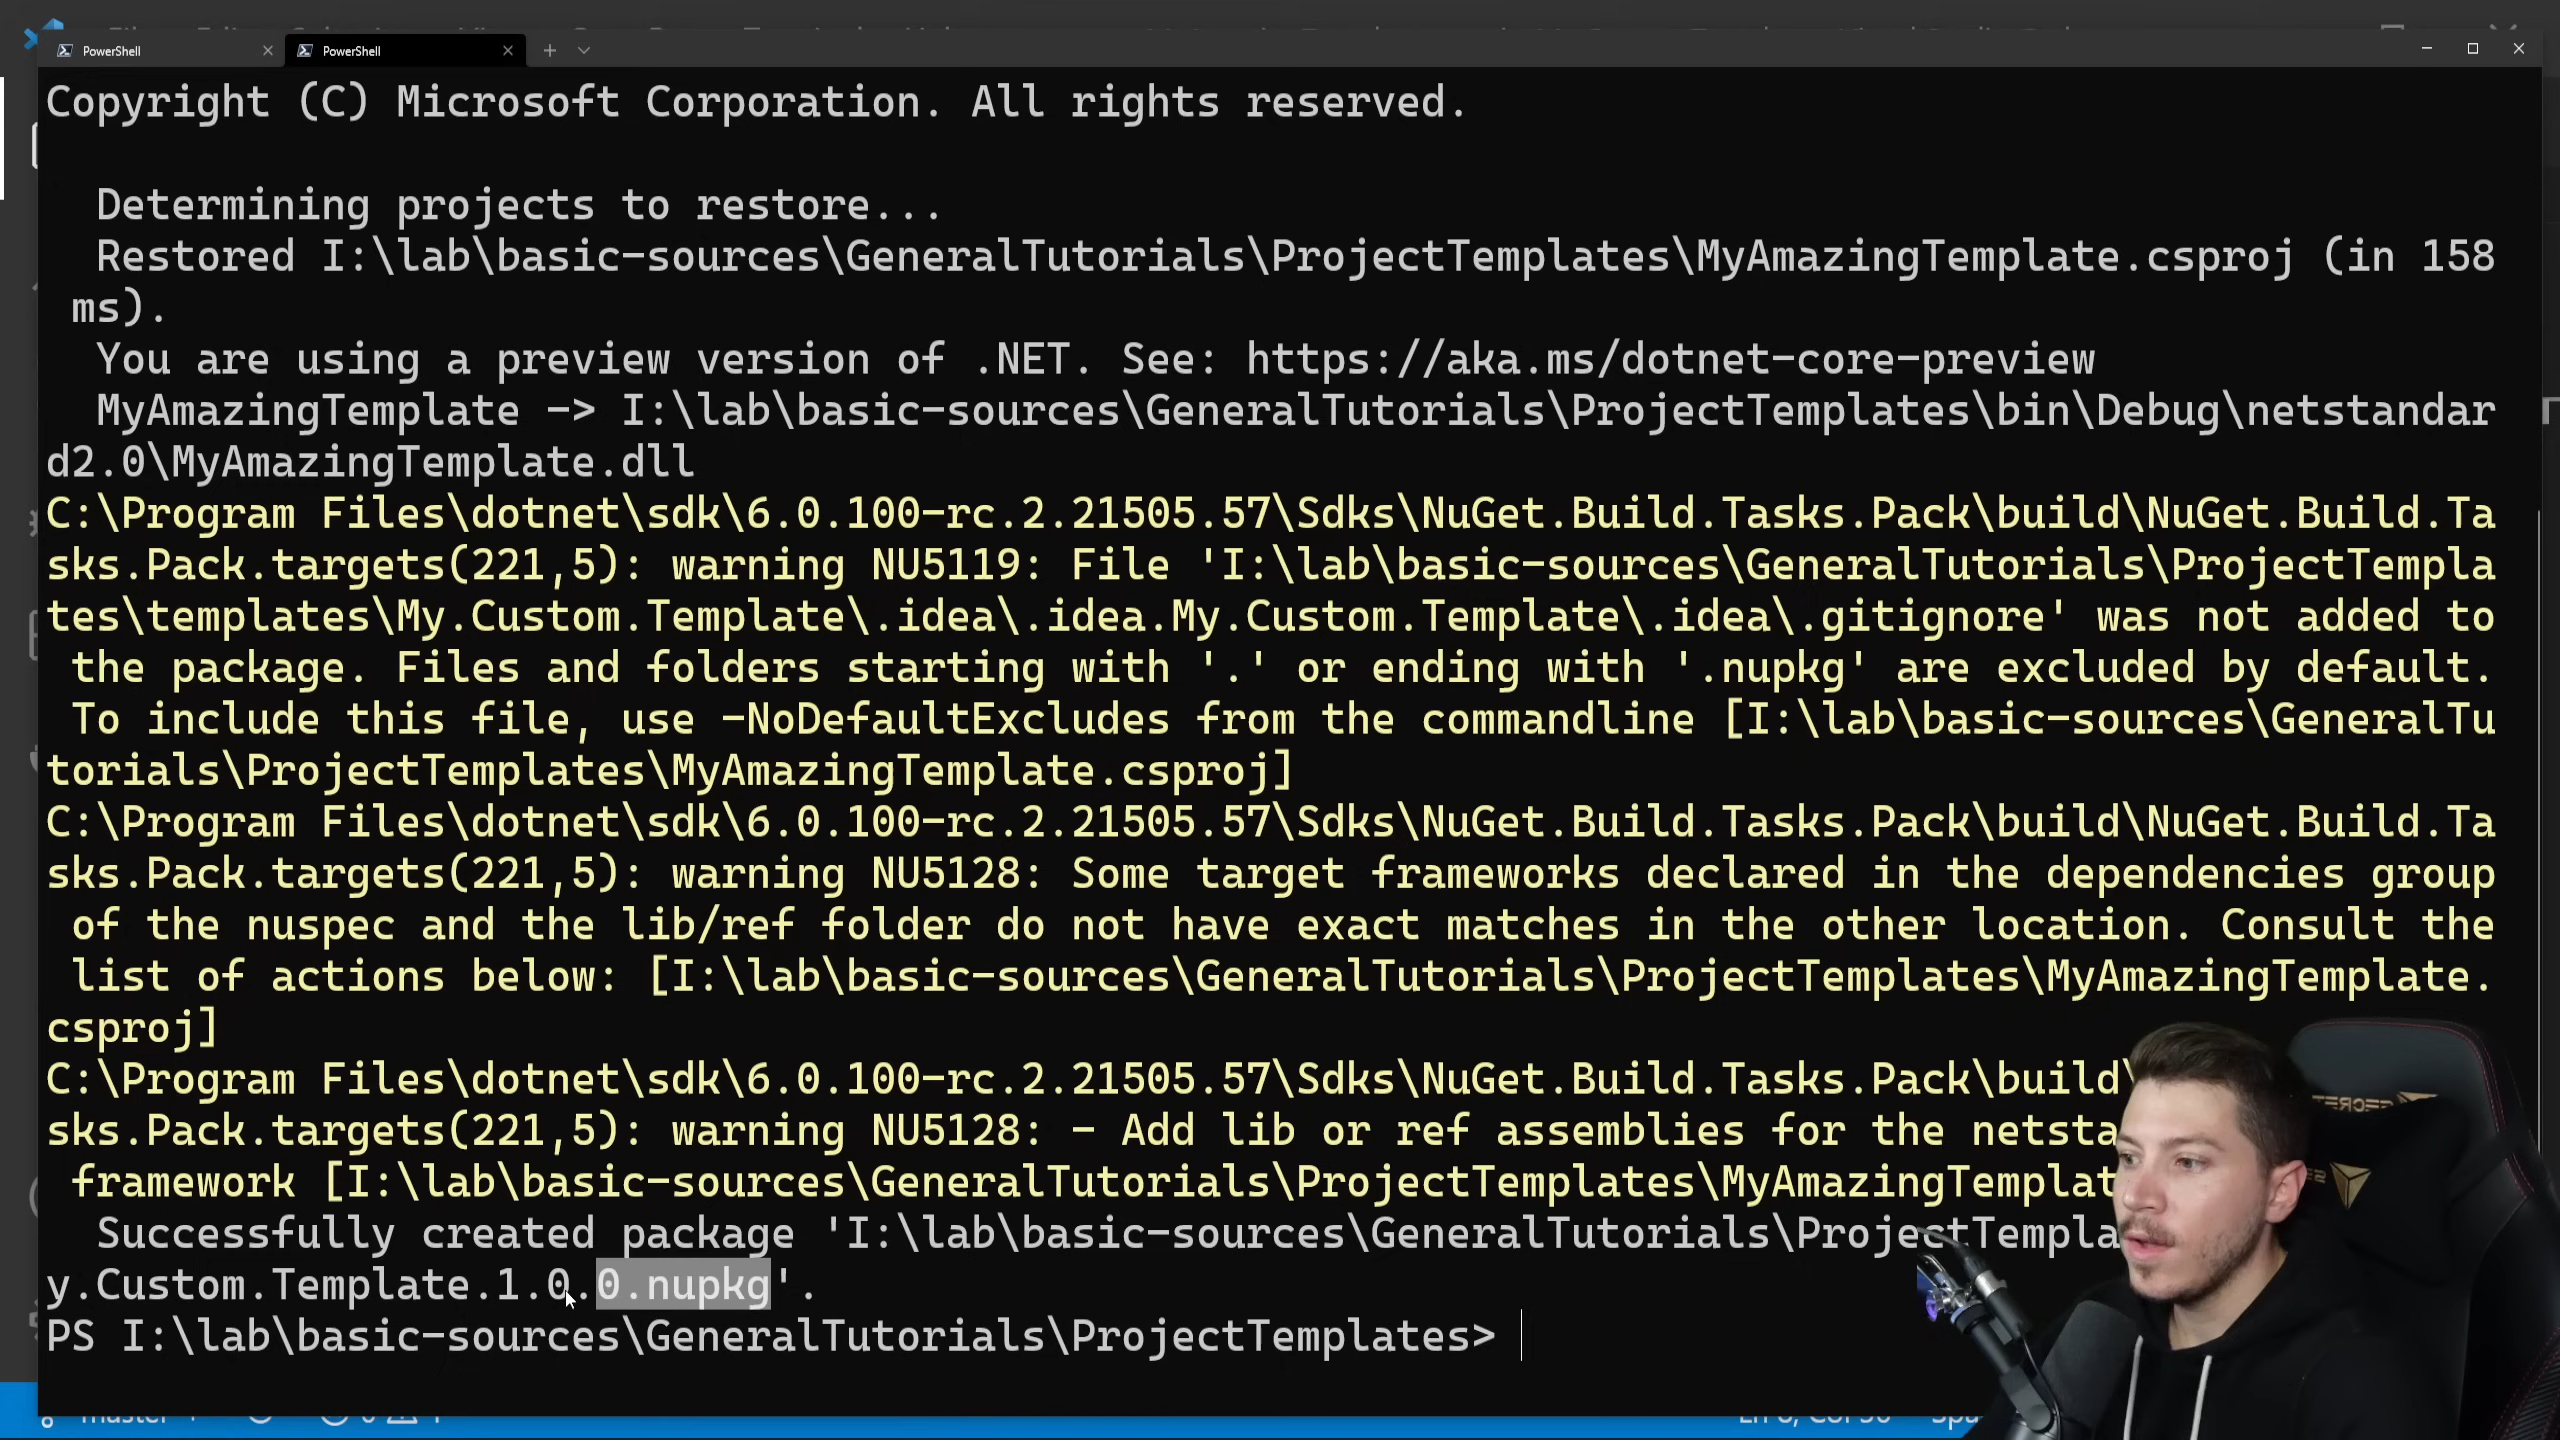 PowerShell
PowerShell
Copyright (C) Microsoft Corporation. All rights reserved.
Determining projects to restore...
Restored I:\lab\basic-sources\GeneralTutorials\ProjectTemplates\MyAmazingTemplate.csproj (in 158
ms).
You are using a preview version of .NET. See: https://aka.ms/dotnet-core-preview
MyAmazingTemplate -> I:\lab\basic-sources\GeneralTutorials\ProjectTemplates\bin\Debug\netstandar
d2.0\MyAmazingTemplate.dll
C:\Program Files\dotnet\sdk\6.0.100-rc.2.21505.57\Sdks\NuGet.Build.Tasks.Pack\build\NuGet.Build.Ta
sks.Pack.targets(221,5): warning NU5119: File 'I:\lab\basic-sources\GeneralTutorials\ProjectTempla
tes\templates\My.Custom.Template\.idea\.idea.My.Custom.Template\.idea\.gitignore' was not added to
the package. Files and folders starting with '.' or ending with '.nupkg' are excluded by default.
To include this file, use -NoDefaultExcludes from the commandline [I:\lab\basic-sources\GeneralTu
torials\ProjectTemplates\MyAmazingTemplate.csproj]
C:\Program Files\dotnet\sdk\6.0.100-rc.2.21505.57\Sdks\NuGet.Build.Tasks.Pack\build\NuGet.Build.Ta
sks.Pack.targets(221,5): warning NU5128: Some target frameworks declared in the dependencies group
of the nuspec and the lib/ref folder do not have exact matches in the other location. Consult the
list of actions below: [I:\lab\basic-sources\GeneralTutorials\ProjectTemplates\MyAmazingTemplate.
csproj]
C:\Program Files\dotnet\sdk\6.0.100-rc.2.21505.57\Sdks\NuGet.Build.Tasks.Pack\build\
sks.Pack.targets(221,5): warning NU5128: - Add lib or ref assemblies for the netsta
framework [I:\lab\basic-sources\GeneralTutorials\ProjectTemplates\MyAmazingTemplat
Successfully created package 'I:\lab\basic-sources\GeneralTutorials\ProjectTempla
y.Custom.Template.1.0.0.nupkg'.
PS I:\lab\basic-sources\GeneralTutorials\ProjectTemplates>